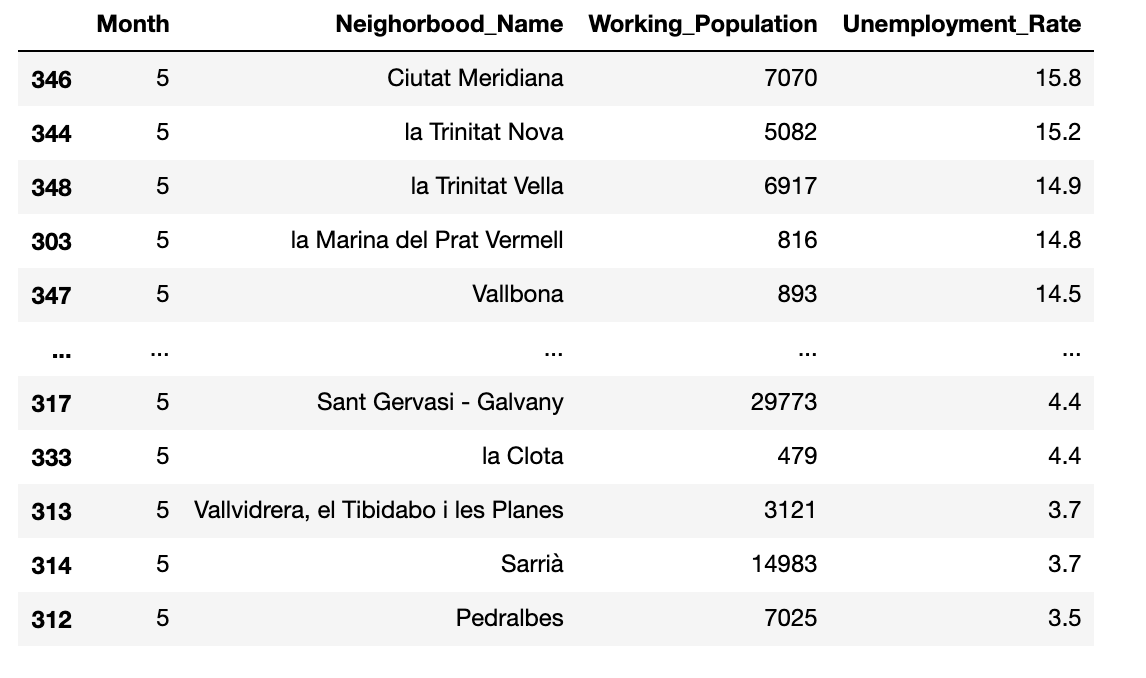 Month Neighorbood_Name Working_Population Unemployment_Rate
346 5 Ciutat Meridiana 7070 15.8
344 5 la Trinitat Nova 5082 15.2
348 5 la Trinitat Vella 6917 14.9
303 5 la Marina del Prat Vermell 816 14.8
347 5 Vallbona 893 14.5
... ... ... ... ...
317 5 Sant Gervasi - Galvany 29773 4.4
333 5 la Clota 479 4.4
313 5 Vallvidrera, el Tibidabo i les Planes 3121 3.7
314 5 Sarrià 14983 3.7
312 5 Pedralbes 7025 3.5